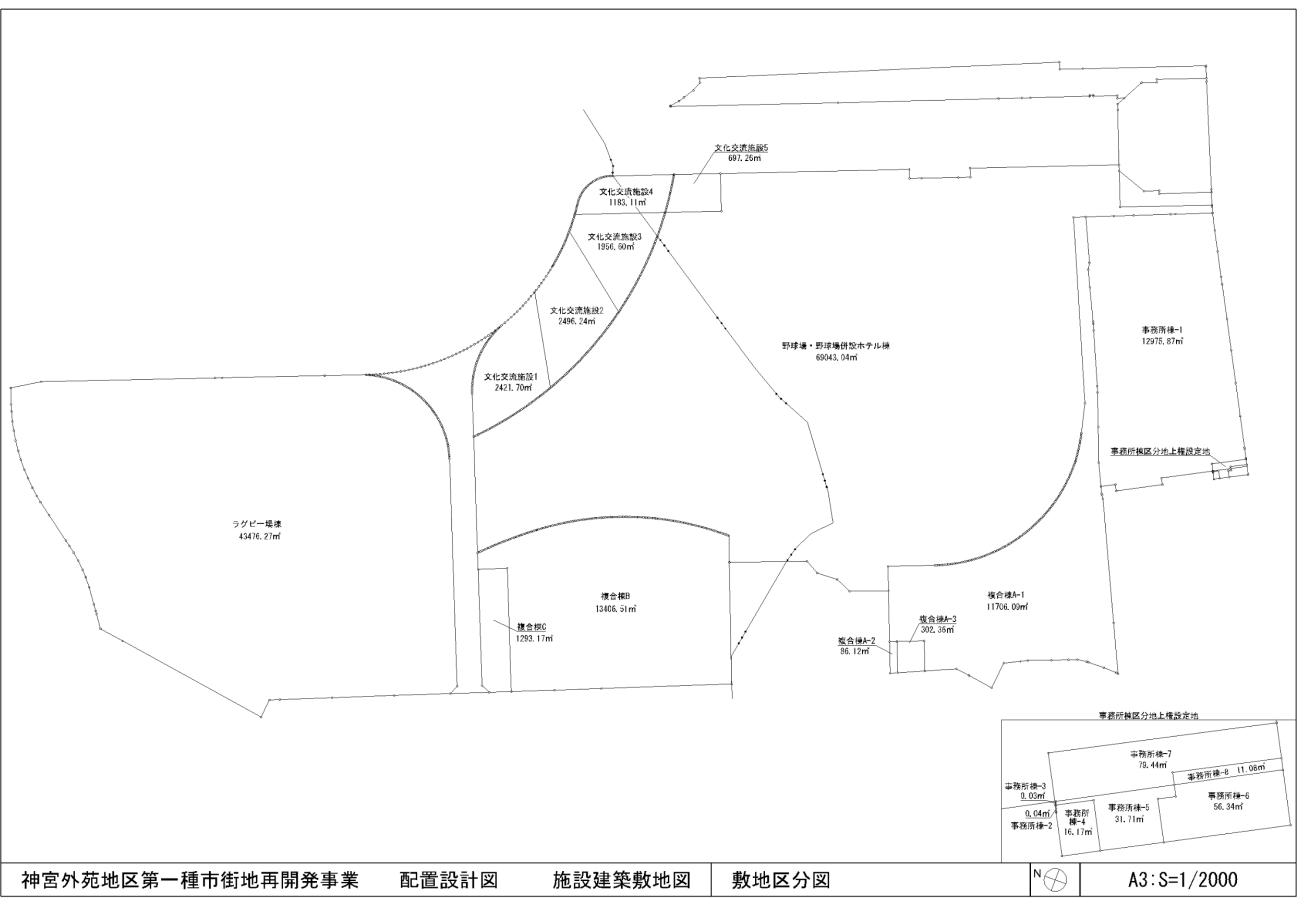 文化交流施設5
697.26㎡
文化交流施設4
1183.11㎡
文化交流施設3
1956.60㎡
文化交流施設2
2496.24㎡
文化交流施設1
2421.70㎡
野球場・野球場併設ホテル棟
69043.04㎡
事務所棟-1
12975.87㎡
事務所棟区分地上権設定地
ラグビー場棟
43476.27㎡
複合棟B
13406.51㎡
複合棟C
1293.17㎡
複合棟A-1
11706.09㎡
複合棟A-3
302.36㎡
複合棟A-2
86.12㎡
事務所棟区分地上権設定地
事務所棟-7
79.44㎡
事務所棟-8 11.06㎡
事務所棟-3
0.03㎡
事務所棟-6
56.34㎡
事務所棟-5
31.71㎡
0.04㎡
事務所棟-2
事務所
棟-4
16.17㎡
神宮外苑地区第一種市街地再開発事業 配置設計図 施設建築敷地図 敷地区分図 N A3:S=1/2000